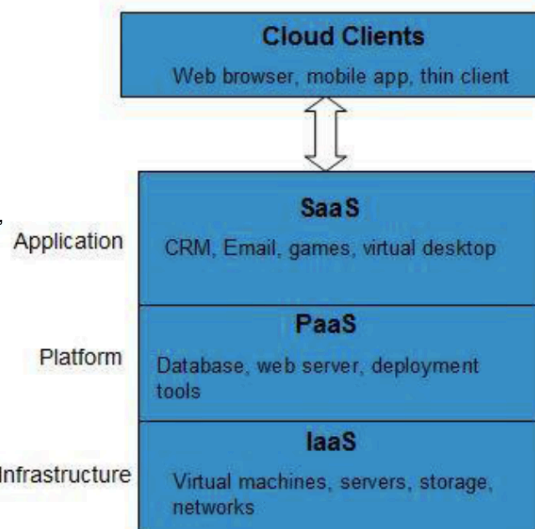 Cloud Clients
Web browser, mobile app, thin client
SaaS
Application
CRM, Email, games, virtual desktop
PaaS
Platform
Database, web server, deployment
tools
IaaS
Infrastructure
Virtual machines, servers, storage,
networks